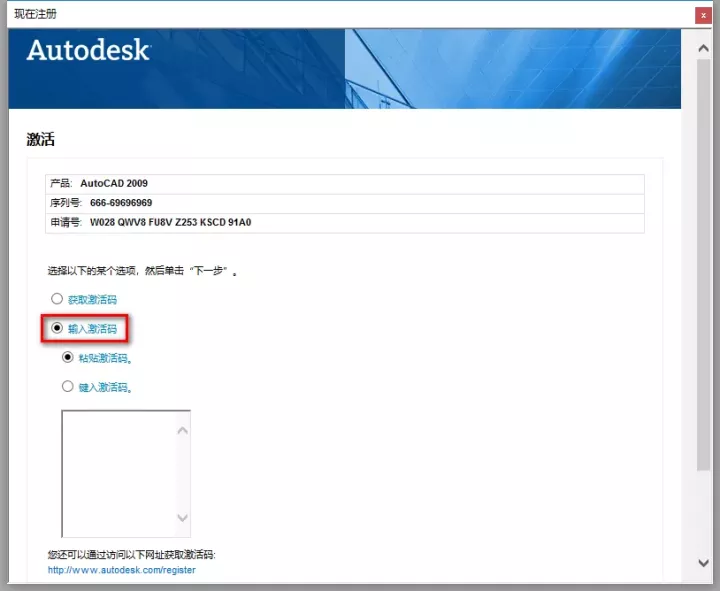 现在注册
x
Autodesk
激活
产品: AutoCAD 2009
序列号: 666-69696969
申请号: W028 QWV8 FU8V Z253 KSCD 91A0
选择以下的某个选项，然后单击“下一步”。
获取激活码
输入激活码
粘贴激活码。
键入激活码。
您还可以通过访问以下网址获取激活码:
http://www.autodesk.com/register